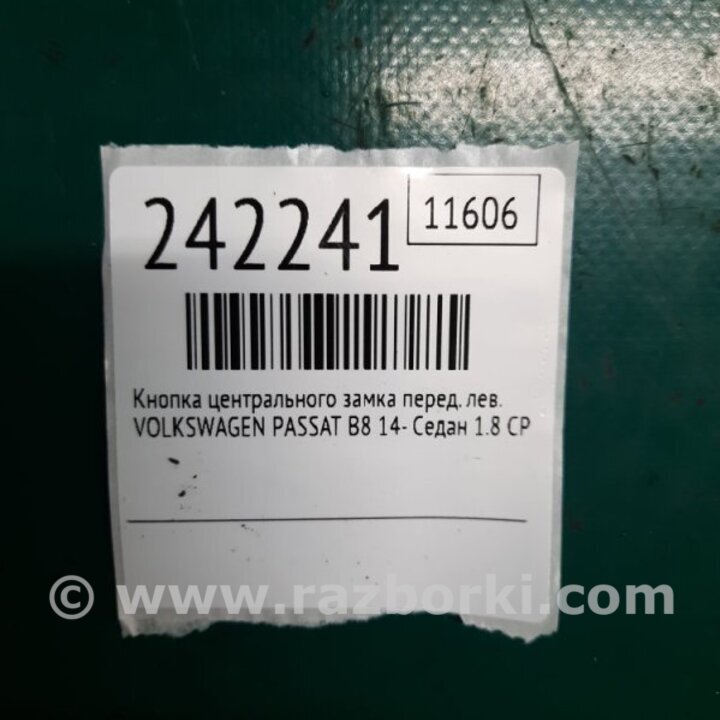 242241
11606
Кнопка центрального замка перед. лев.
VOLKSWAGEN PASSAT B8 14- Седан 1.8 CP
© www.razborki.com